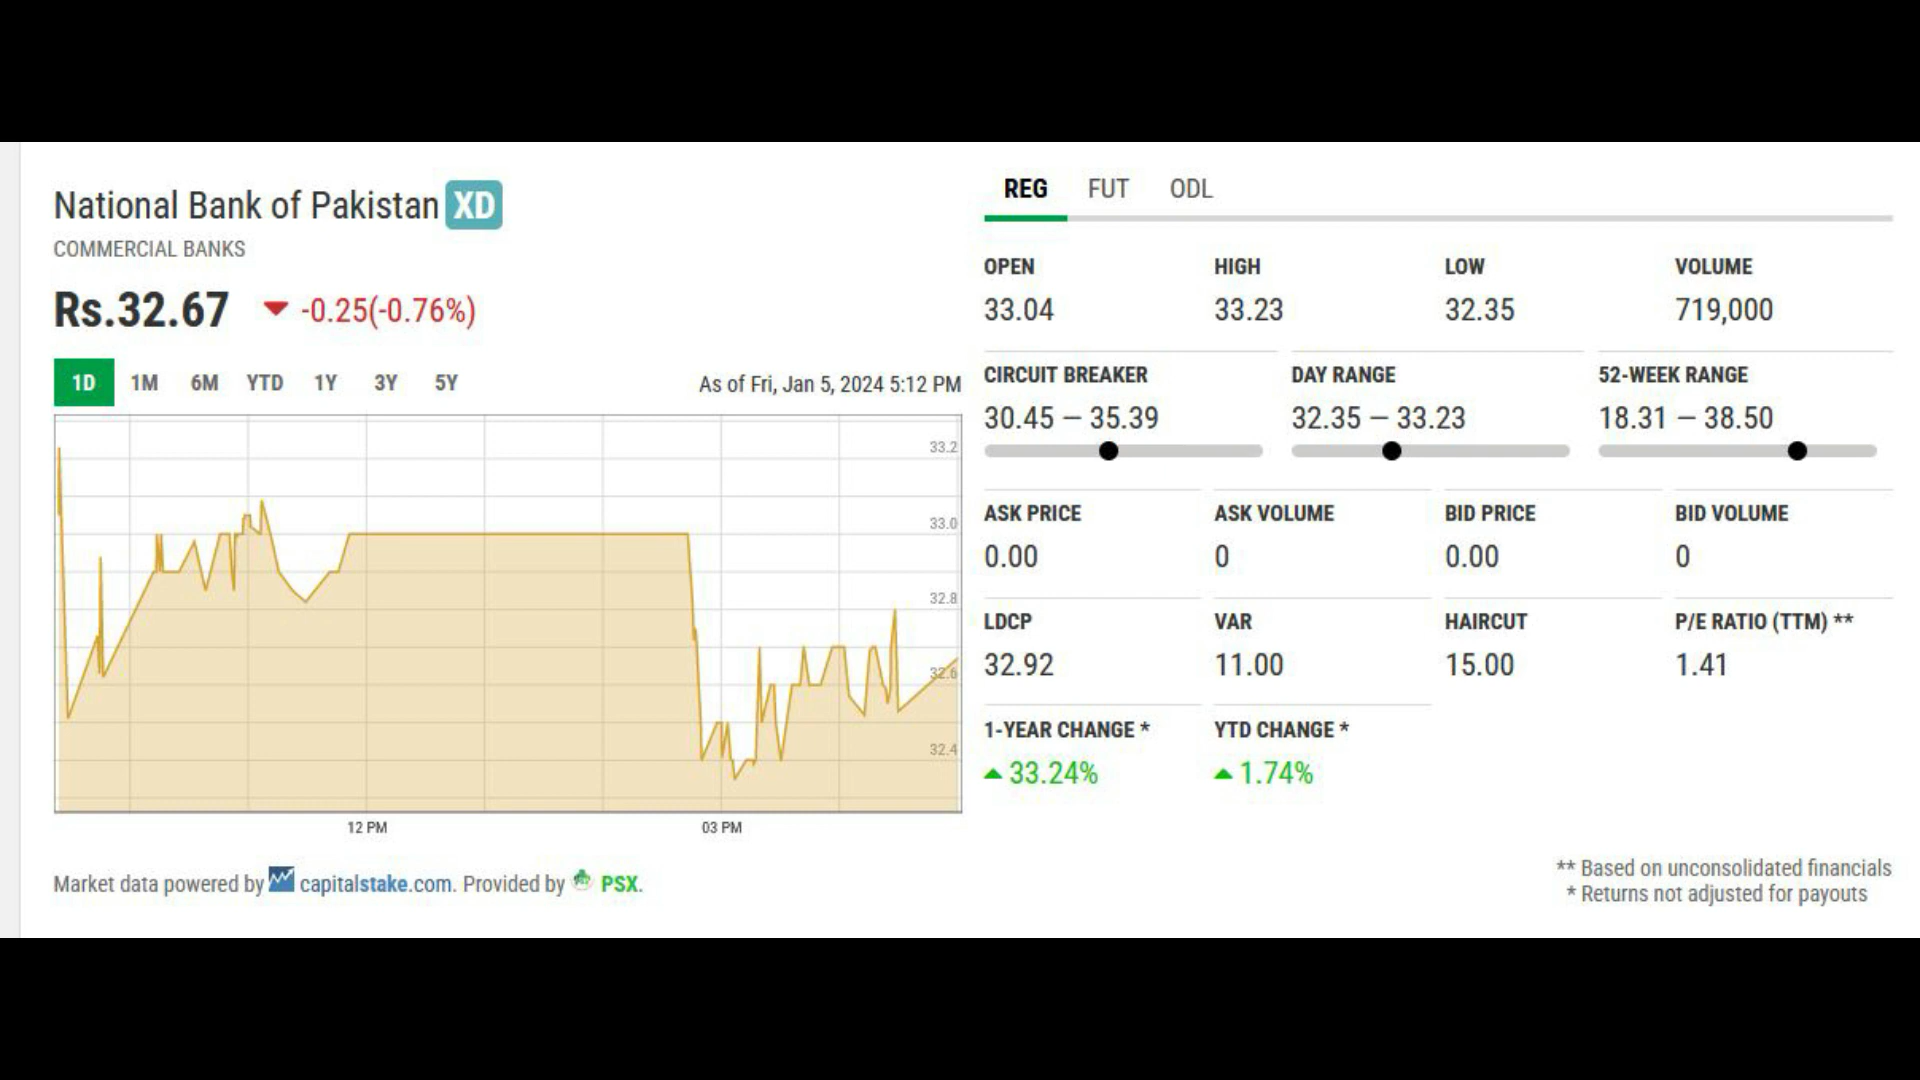 National Bank of Pakistan XD
COMMERCIAL BANKS
Rs.32.67 -0.25(-0.76%)
1D 1M 6M YTD 1Y 3Y 5Y
As of Fri, Jan 5, 2024 5:12 PM
33.2
33.0
32.8
32.6
32.4
12 PM 03 PM
Market data powered by capitalstake.com. Provided by PSX.
REG FUT ODL
OPEN HIGH LOW VOLUME
33.04 33.23 32.35 719,000
CIRCUIT BREAKER DAY RANGE 52-WEEK RANGE
30.45 — 35.39 32.35 — 33.23 18.31 — 38.50
ASK PRICE ASK VOLUME BID PRICE BID VOLUME
0.00 0 0.00 0
LDCP VAR HAIRCUT P/E RATIO (TTM) **
32.92 11.00 15.00 1.41
1-YEAR CHANGE * YTD CHANGE *
33.24% 1.74%
** Based on unconsolidated financials
* Returns not adjusted for payouts